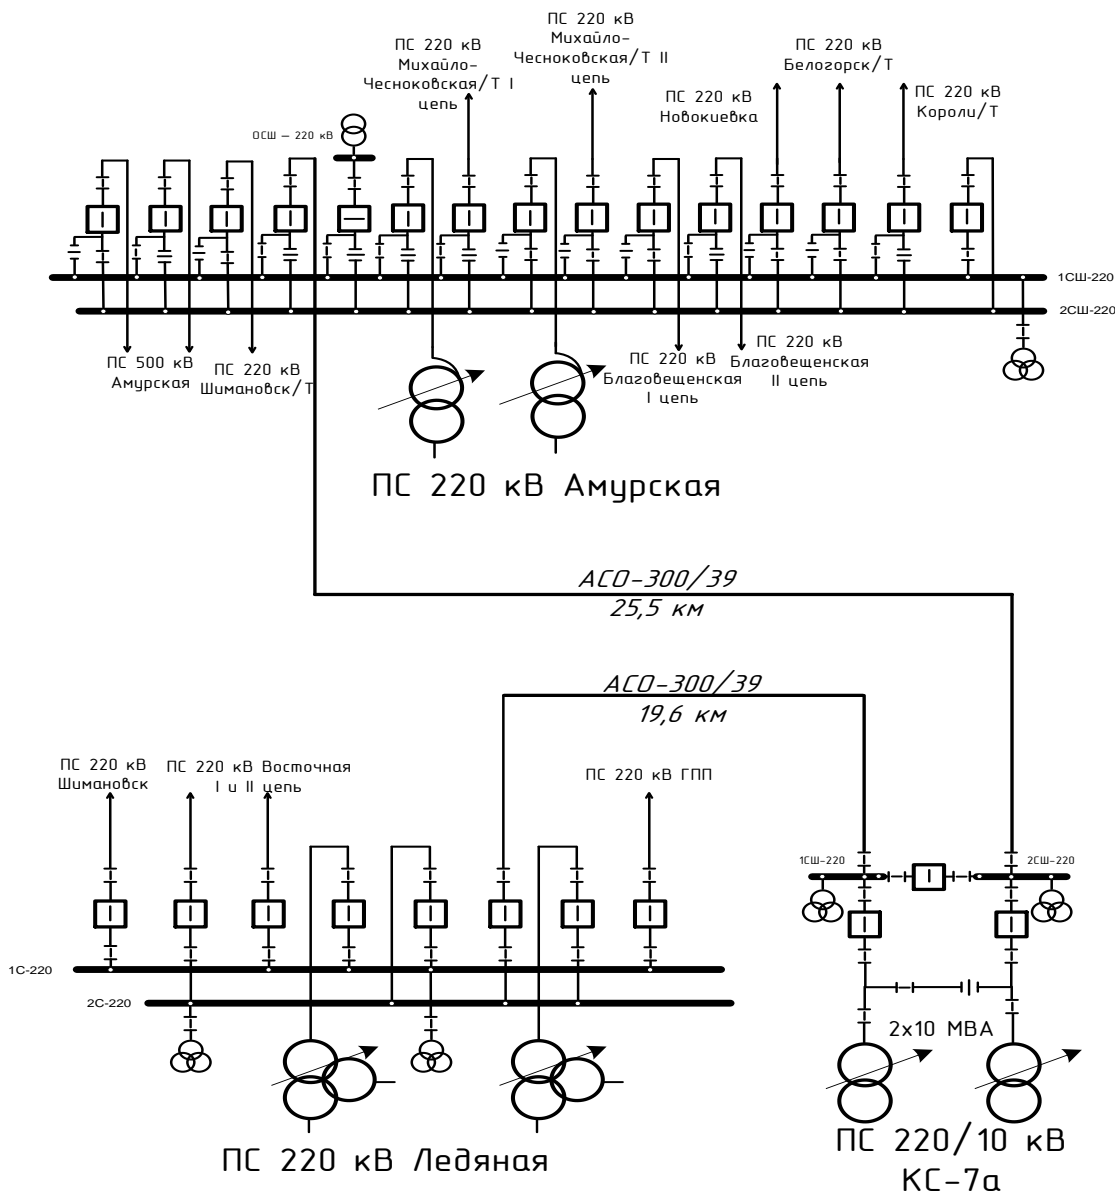 ПС 220 кВ
Михайло-
Чесноковская/Т I
цепь
ПС 220 кВ
Михайло-
Чесноковская/Т II
цепь
ПС 220 кВ
Новокиевка
ПС 220 кВ
Белогорск/Т
ПС 220 кВ
Короли/Т
ОСШ – 220 кВ
1СШ-220
2СШ-220
ПС 500 кВ
Амурская
ПС 220 кВ
Шимановск/Т
ПС 220 кВ
Благовещенская
I цепь
ПС 220 кВ
Благовещенская
II цепь
ПС 220 кВ Амурская
АСО-300/39
25,5 км
АСО-300/39
19,6 км
ПС 220 кВ
Шимановск
ПС 220 кВ Восточная
I и II цепь
ПС 220 кВ ГПП
1СШ-220
2СШ-220
1С-220
2С-220
2х10 МВА
ПС 220 кВ Ледяная
ПС 220/10 кВ
КС-7а